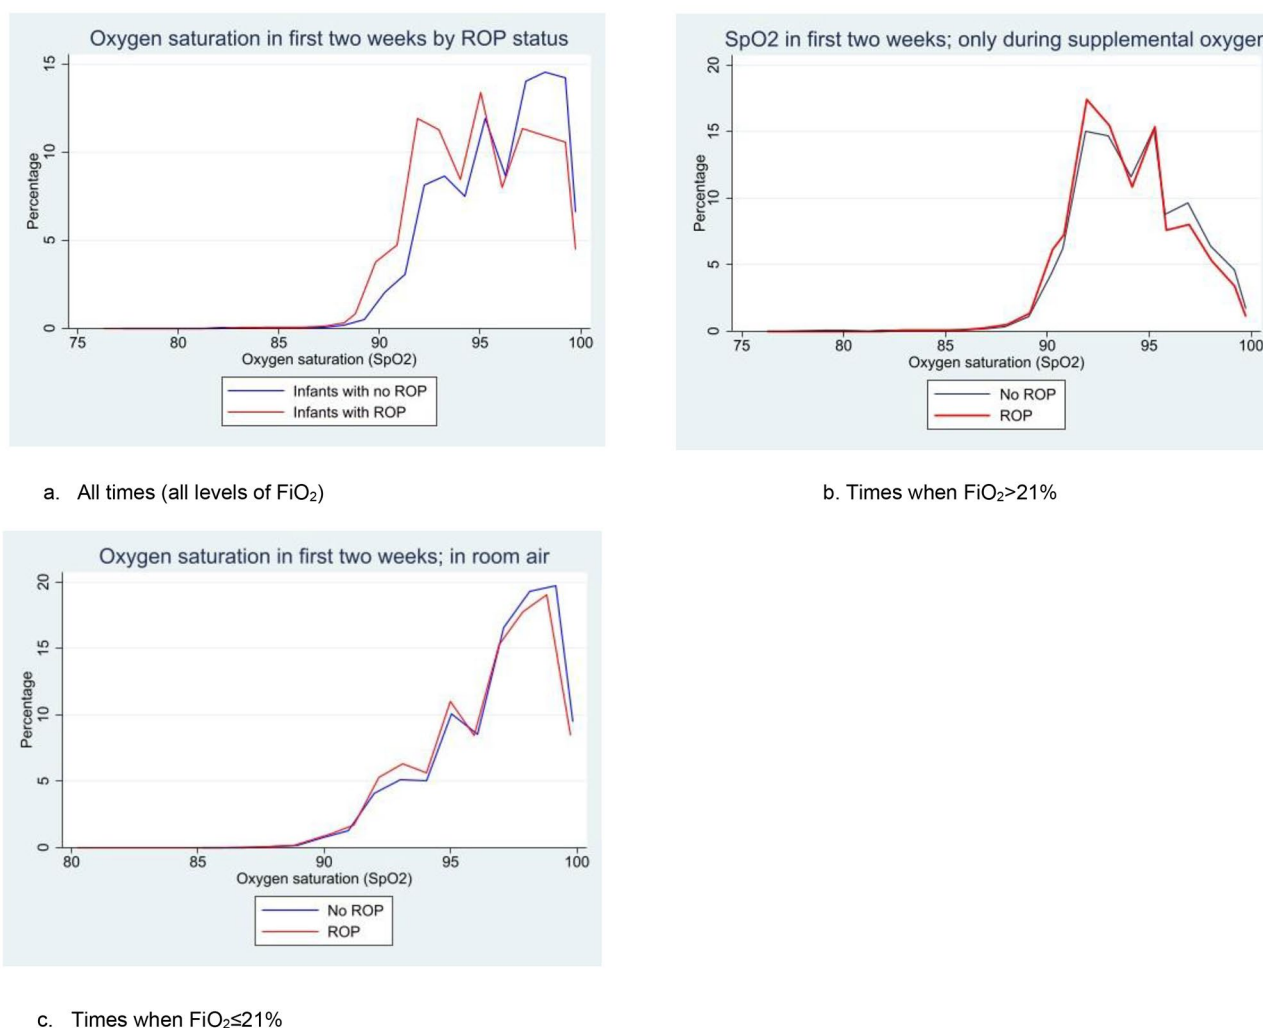 Oxygen saturation in first two weeks by ROP status
15
10
5
0
Percentage
75 80 85 90 95 100
Oxygen saturation (SpO2)
Infants with no ROP
Infants with ROP
a. All times (all levels of FiO₂)
SpO2 in first two weeks; only during supplemental oxyger
20
15
10
5
0
Percentage
75 80 85 90 95 100
Oxygen saturation (SpO2)
No ROP
ROP
b. Times when FiO₂>21%
Oxygen saturation in first two weeks; in room air
20
15
10
5
0
Percentage
80 85 90 95 100
Oxygen saturation (SpO2)
No ROP
ROP
c. Times when FiO₂≤21%